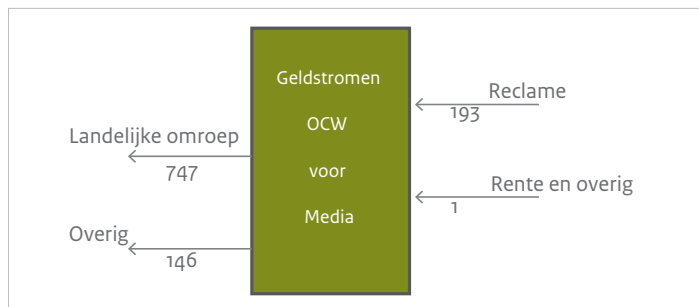 Geldstromen
OCW
voor
Media
Landelijke omroep
747
Overig
146
Reclame
193
Rente en overig
1